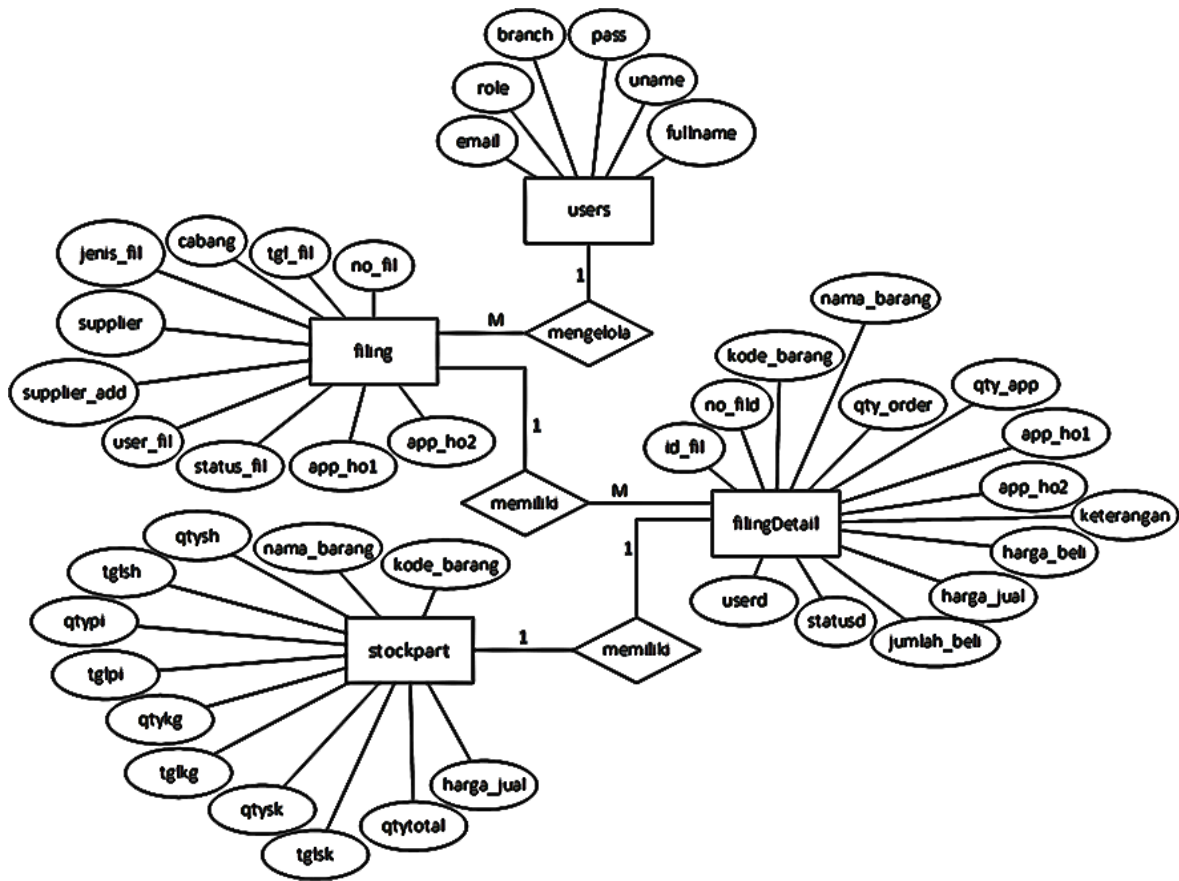 branch
pass
role
uname
email
fullname
users
1
jenis_fil
cabang
tgl_fil
no_fil
supplier
M
mengelola
filing
supplier_add
user_fil
status_fil
app_ho1
app_ho2
1
memiliki
M
nama_barang
kode_barang
no_fild
qty_order
qty_app
id_fil
app_ho1
app_ho2
keterangan
filingDetail
harga_beli
harga_jual
userd
statusd
jumlah_beli
1
qtysh
nama_barang
kode_barang
tglsh
qtypi
stockpart
1
memiliki
tglpi
qtykg
tglkg
qtysk
tglsk
qtytotal
harga_jual